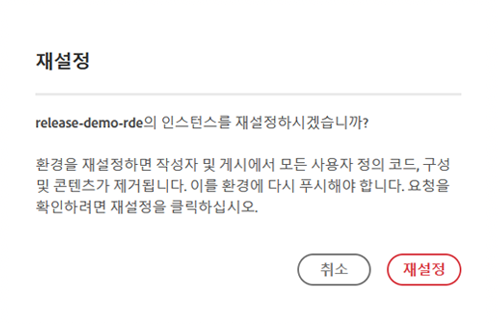 재설정
release-demo-rde의 인스턴스를 재설정하시겠습니까?
환경을 재설정하면 작성자 및 게시에서 모든 사용자 정의 코드, 구성
및 콘텐츠가 제거됩니다. 이를 환경에 다시 푸시해야 합니다. 요청을
확인하려면 재설정을 클릭하십시오.
취소
재설정